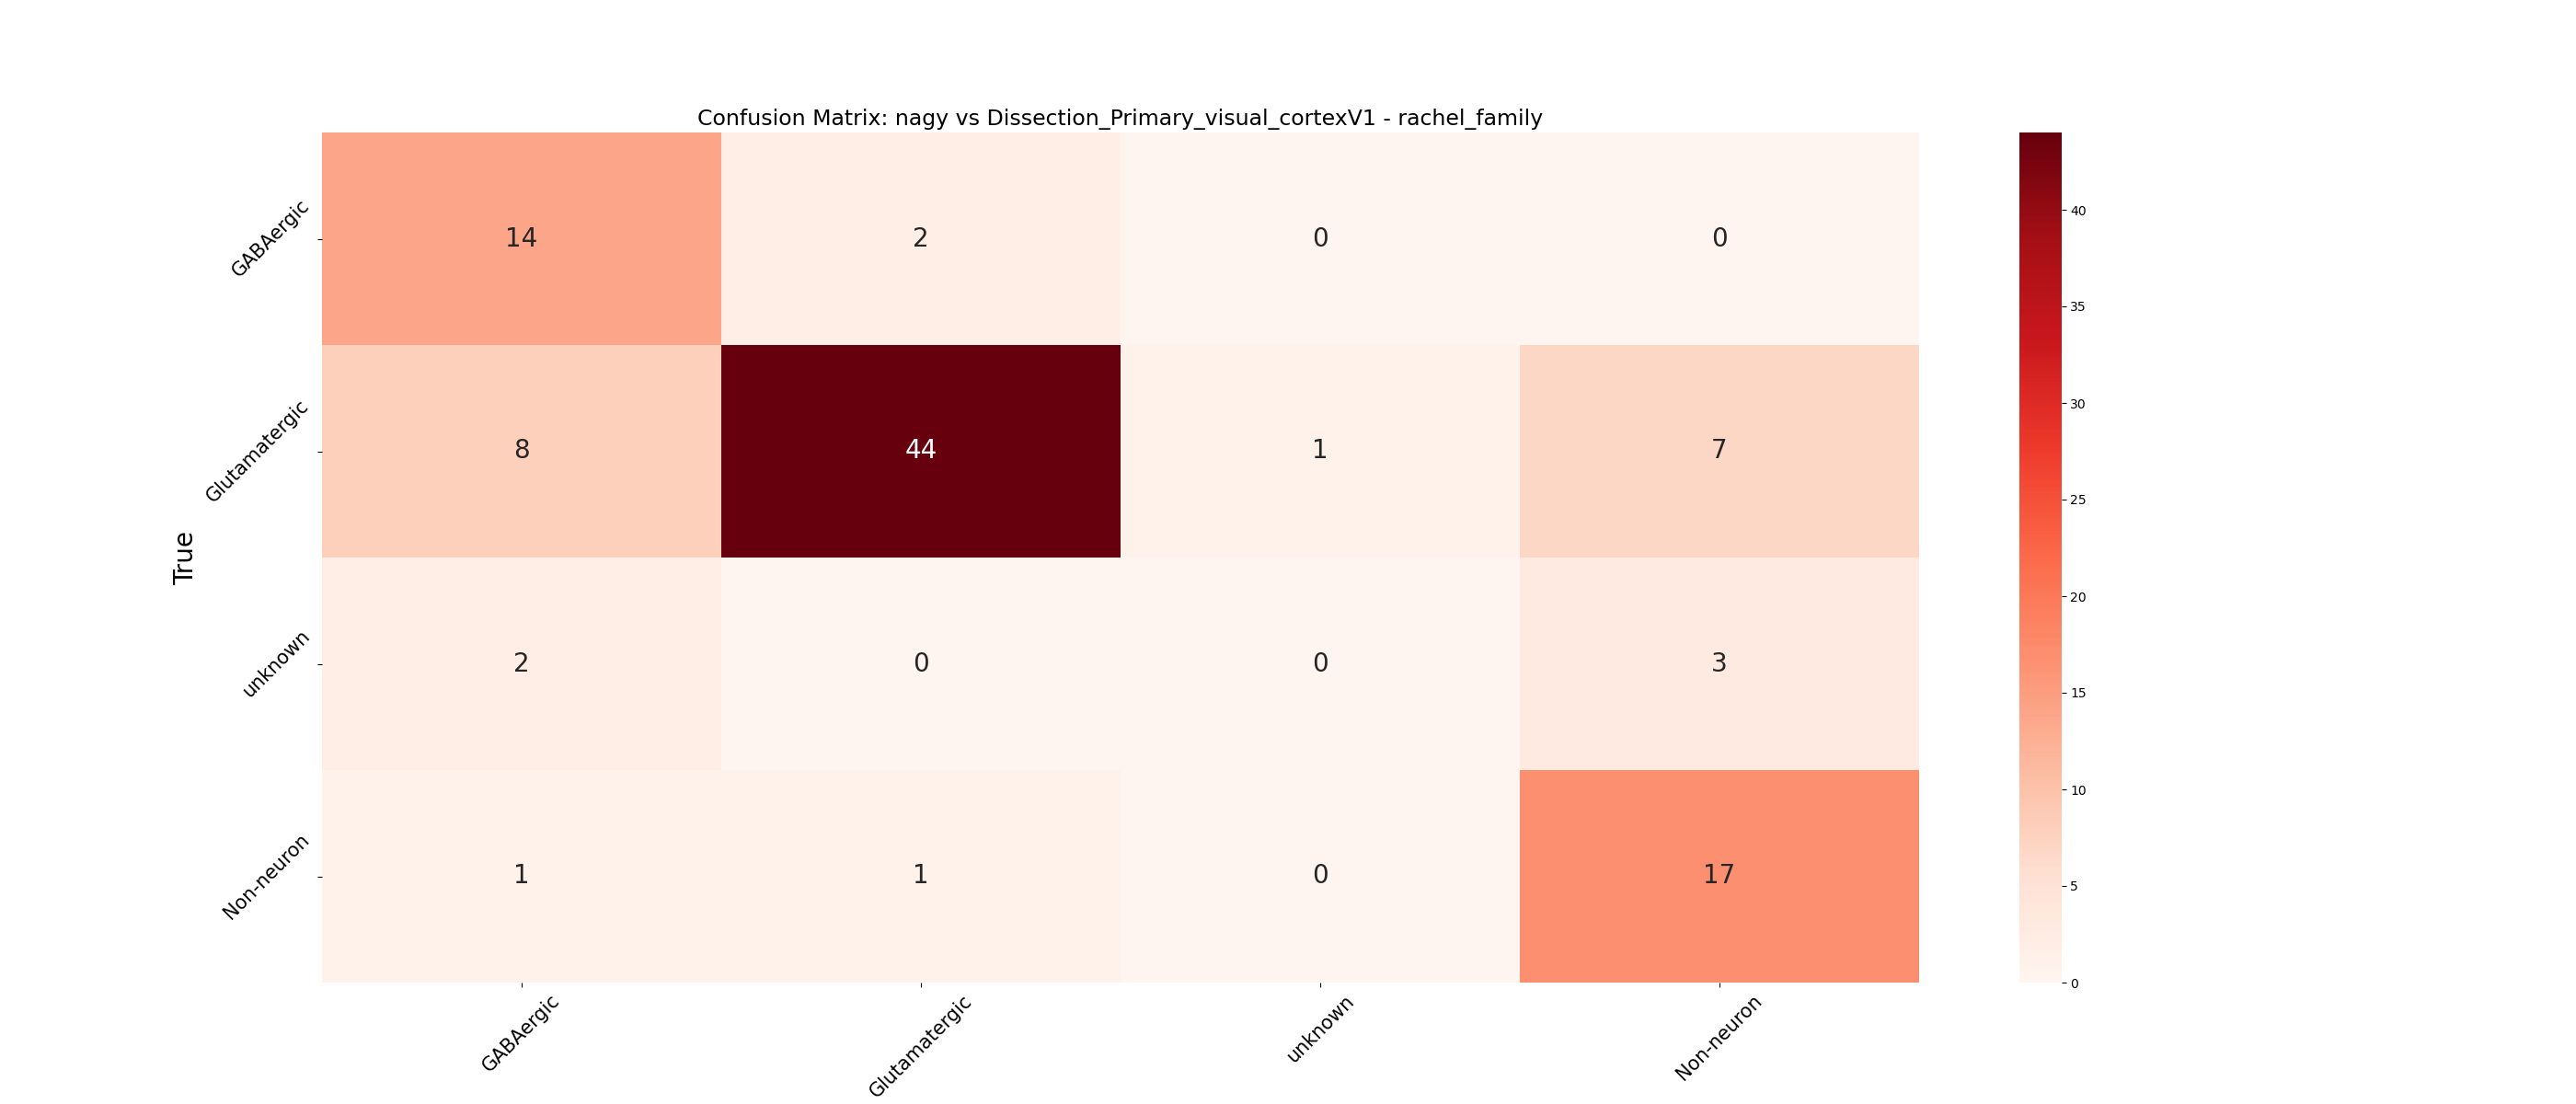 Confusion Matrix: nagy vs Dissection_Primary_visual_cortexV1 - rachel_family
True
GABAergic
14 2 0 0
Glutamatergic
8 44 1 7
unknown
2 0 0 3
Non-neuron
1 1 0 17
GABAergic Glutamatergic unknown Non-neuron
40
35
30
25
20
15
10
5
0